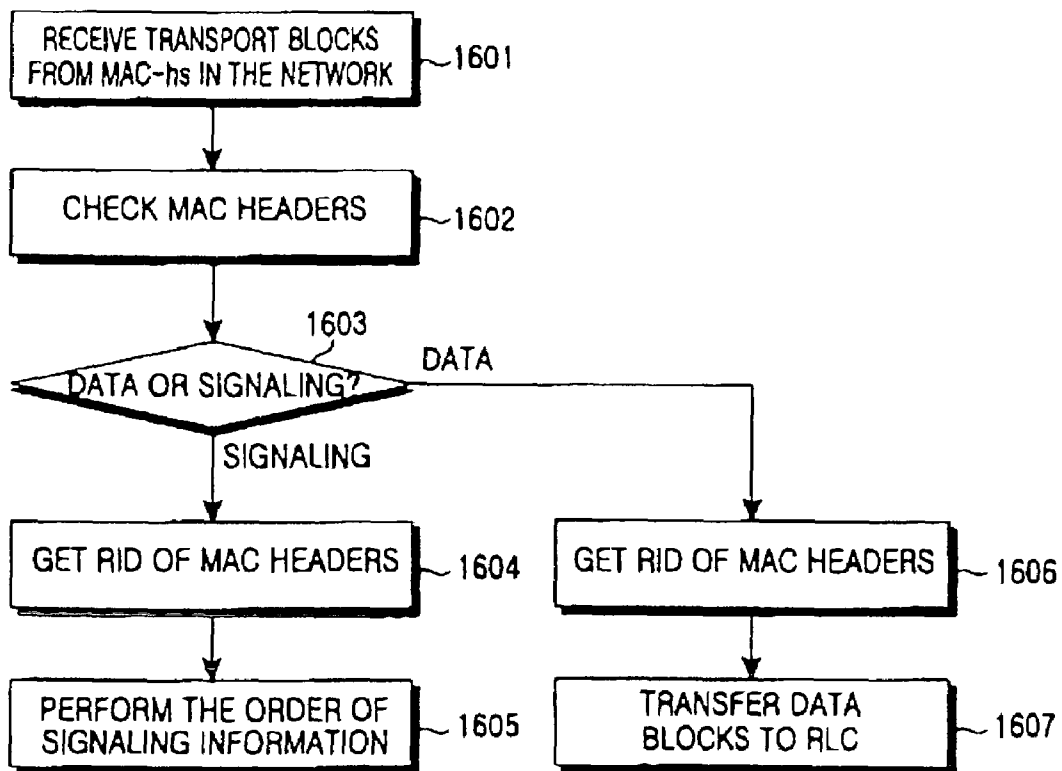 RECEIVE TRANSPORT BLOCKS
FROM MAC-hs IN THE NETWORK
1601
CHECK MAC HEADERS
1602
1603
DATA OR SIGNALING?
DATA
SIGNALING
GET RID OF MAC HEADERS
1604
GET RID OF MAC HEADERS
1606
PERFORM THE ORDER OF
SIGNALING INFORMATION
1605
TRANSFER DATA
BLOCKS TO RLC
1607